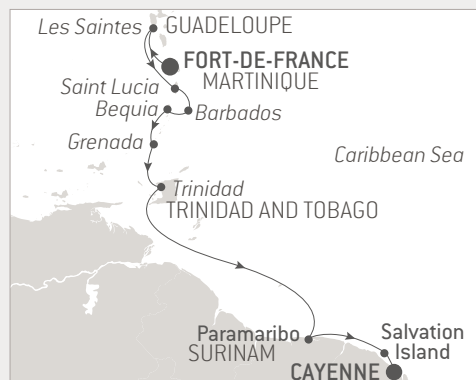 Les Saintes GUADELOUPE
FORT-DE-FRANCE
MARTINIQUE
Saint Lucia
Bequia
Barbados
Grenada
Caribbean Sea
Trinidad
TRINIDAD AND TOBAGO
Paramaribo
SURINAM
Salvation
Island
CAYENNE